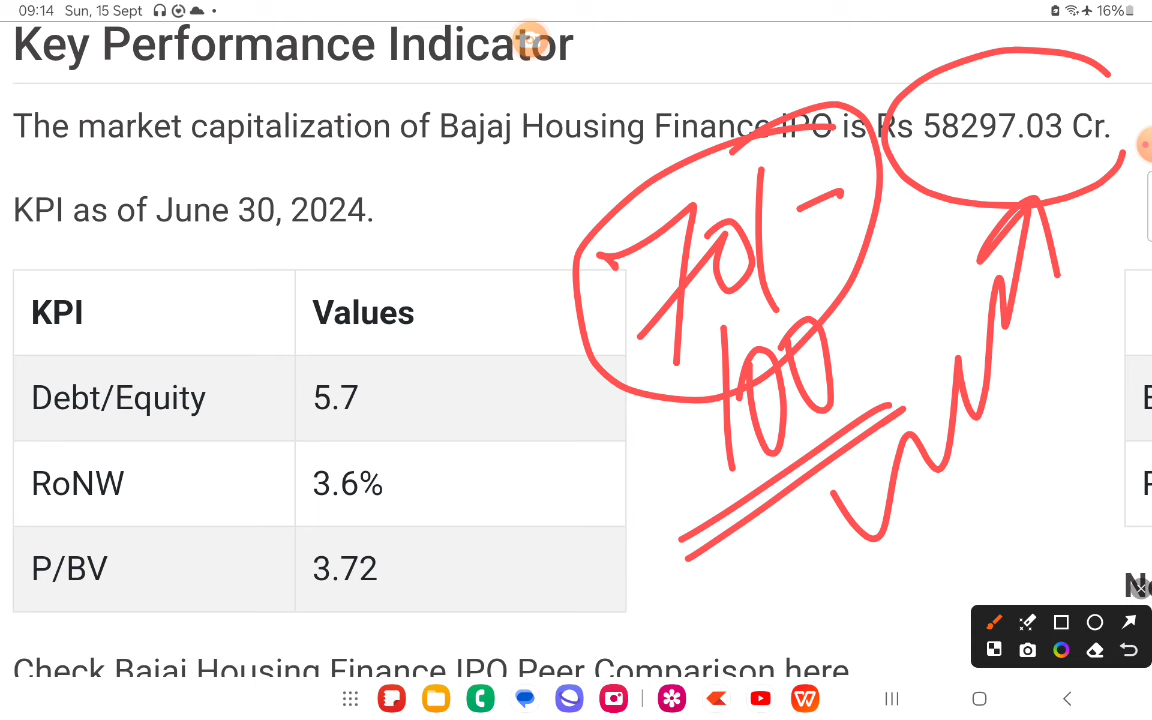 09:14 Sun, 15 Sept 16%
Key Performance Indicator
The market capitalization of Bajaj Housing Finance IPO is Rs 58297.03 Cr.
KPI as of June 30, 2024.
70/-
100
KPI Values
Debt/Equity 5.7
RoNW 3.6%
P/BV 3.72
Check Bajaj Housing Finance IPO Peer Comparison here